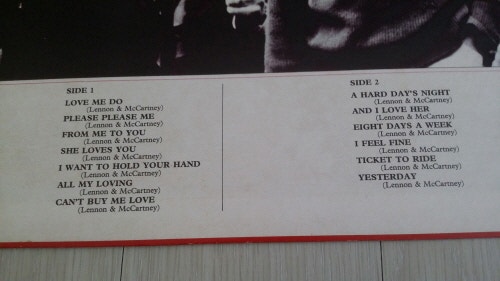 SIDE 1
LOVE ME DO
(Lennon & McCartney)
PLEASE PLEASE ME
(Lennon & McCartney)
FROM ME TO YOU
(Lennon & McCartney)
SHE LOVES YOU
(Lennon & McCartney)
I WANT TO HOLD YOUR HAND
(Lennon & McCartney)
ALL MY LOVING
(Lennon & McCartney)
CAN'T BUY ME LOVE
(Lennon & McCartney)
SIDE 2
A HARD DAY'S NIGHT
(Lennon & McCartney)
AND I LOVE HER
(Lennon & McCartney)
EIGHT DAYS A WEEK
(Lennon & McCartney)
I FEEL FINE
(Lennon & McCartney)
TICKET TO RIDE
(Lennon & McCartney)
YESTERDAY
(Lennon & McCartney)